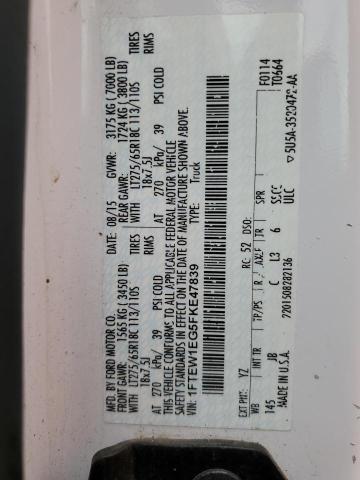 MFD. BY FORD MOTOR CO.
DATE: 08/15 GVWR: 3175 KG (7000 LB)
FRONT GAWR: 1565 KG (3450 LB) REAR GAWR: 1724 KG (3800 LB)
WITH LT275/65R18C 113/110S TIRES WITH LT275/65R18C 113/110S TIRES
18x7.5J RIMS 18x7.5J RIMS
AT 270 kPa/ 39 PSI COLD AT 270 kPa/ 39 PSI COLD
THIS VEHICLE CONFORMS TO ALL APPLICABLE FEDERAL MOTOR VEHICLE
SAFETY STANDARDS IN EFFECT ON THE DATE OF MANUFACTURE SHOWN ABOVE.
VIN: 1FTEW1EG5FKE47839
TYPE: Truck
F0114
T0664
EXT PNT: YZ RC: 52 DSO:
WB INT TR TP/PS R AXLE TR SPR
145 JB C L3 6 SSCC
MADE IN U.S.A. 7201508282136 ULC
5U5A-3520472-AA